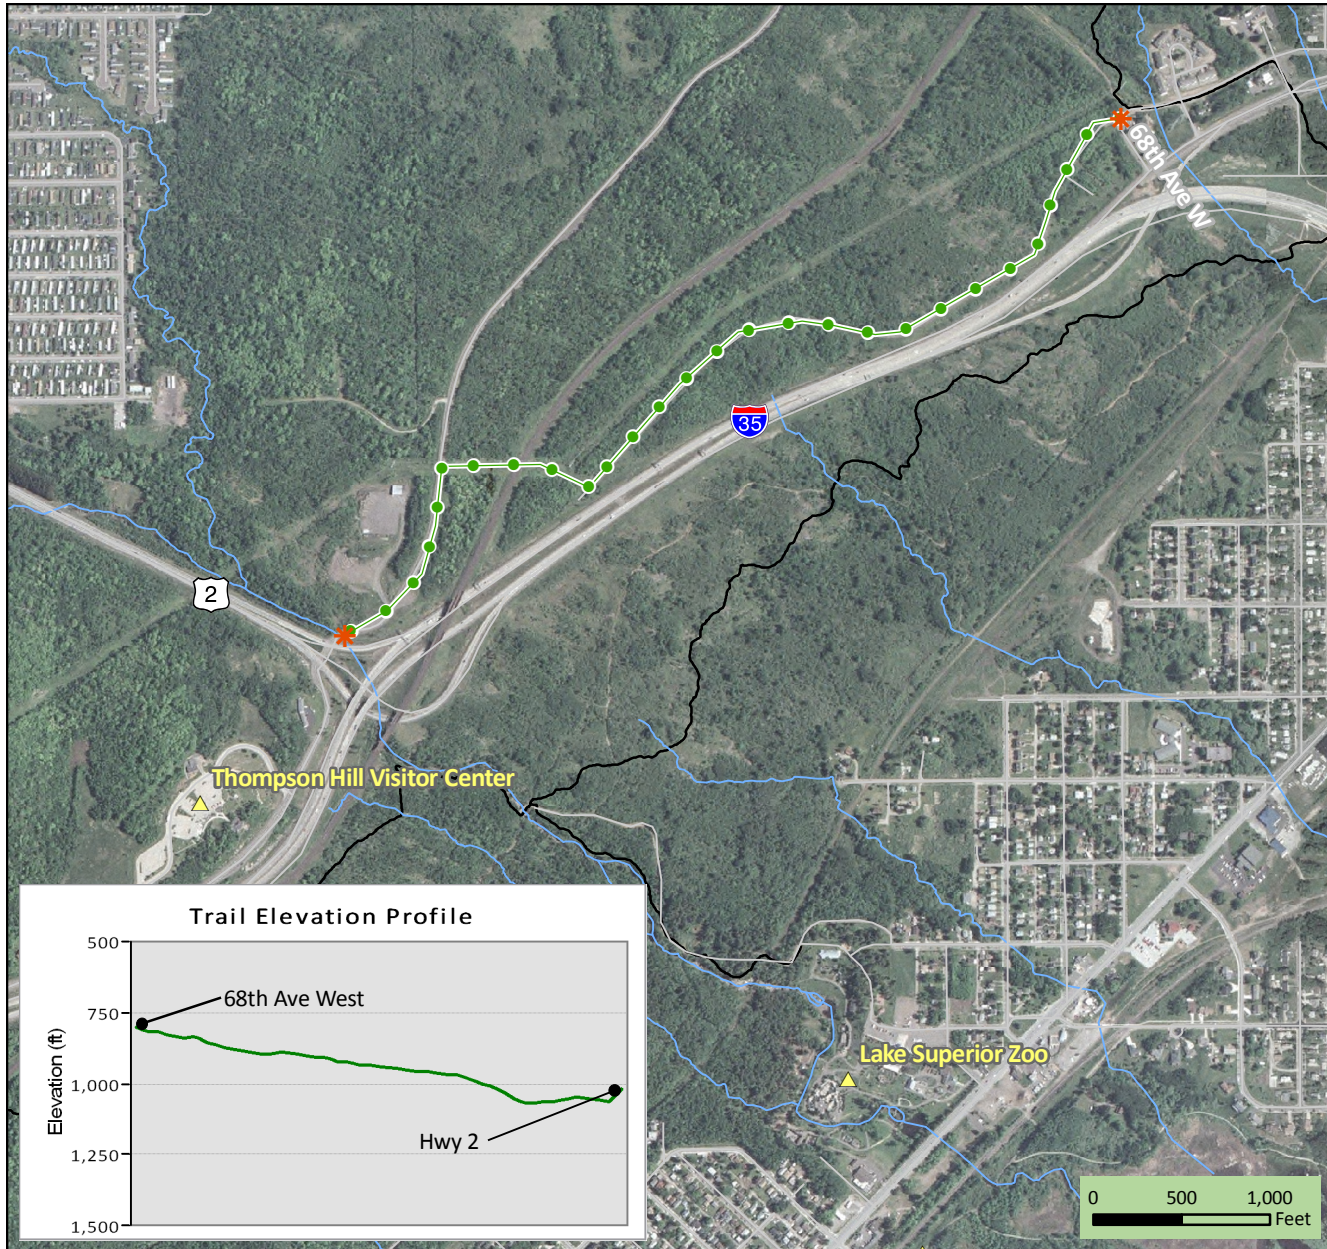 68th Ave W
35
2
Thompson Hill Visitor Center
Lake Superior Zoo
Trail Elevation Profile
Elevation (ft)
500
750
1,000
1,250
1,500
68th Ave West
Hwy 2
0 500 1,000
Feet